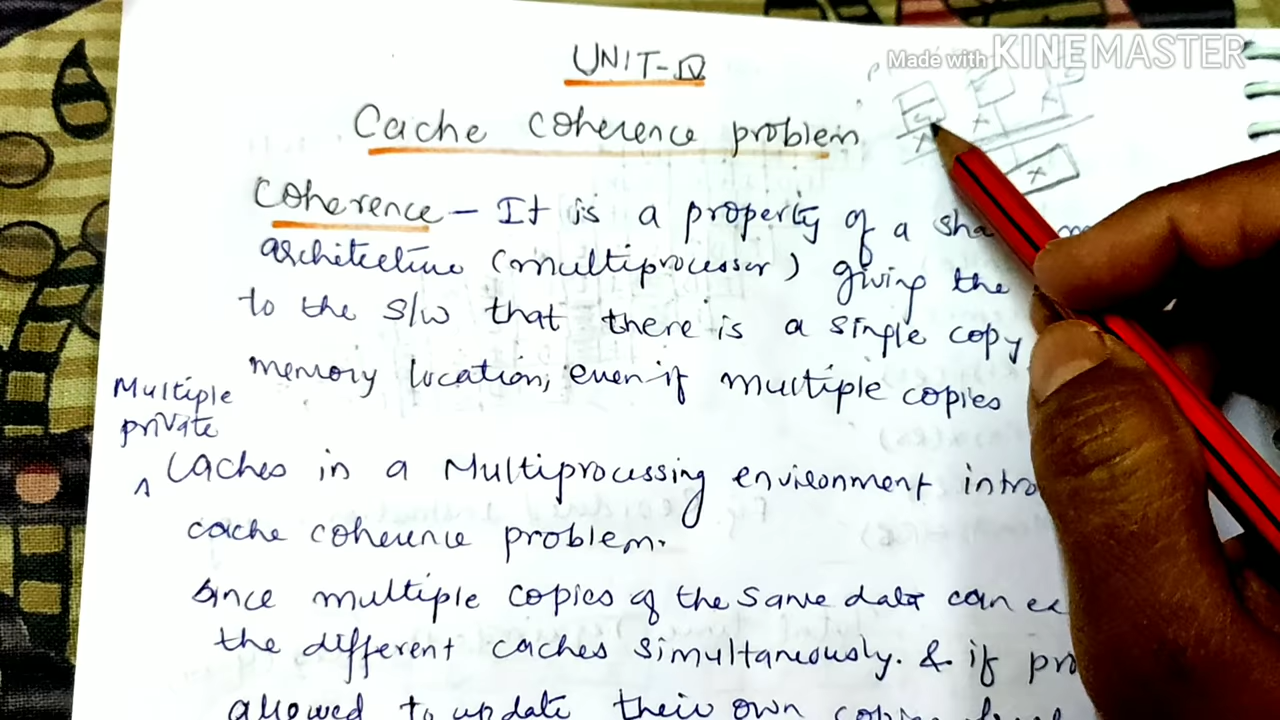 UNIT-IV
Made with KINEMASTER
Cache coherence problem
x x x
x
Coherence - It is a property of a sha
architecture (multiprocessor) giving the
to the S/W that there is a single copy
memory location, even if multiple copies
Multiple
private
^ Caches in a Multiprocessing environment intro
cache coherence problem.
Since multiple copies of the same data can
the different caches simultaneously. & if pro
allowed to update their own copies